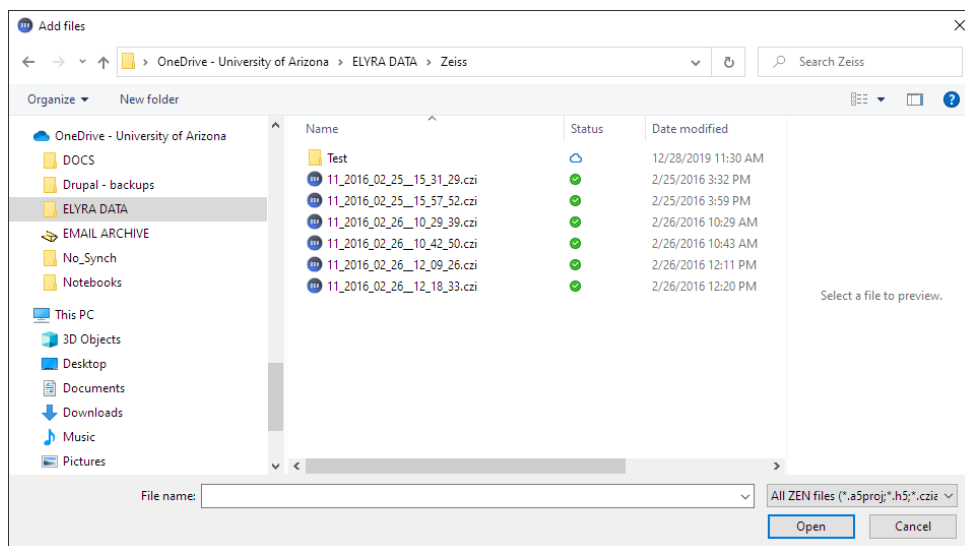 Add files
OneDrive - University of Arizona > ELYRA DATA > Zeiss
Search Zeiss
Organize
New folder
OneDrive - University of Arizona
DOCS
Drupal - backups
ELYRA DATA
EMAIL ARCHIVE
No_Synch
Notebooks
This PC
3D Objects
Desktop
Documents
Downloads
Music
Pictures
Name Status Date modified
Test 12/28/2019 11:30 AM
11_2016_02_25__15_31_29.czi 2/25/2016 3:32 PM
11_2016_02_25__15_57_52.czi 2/25/2016 3:59 PM
11_2016_02_26__10_29_39.czi 2/26/2016 10:29 AM
11_2016_02_26__10_42_50.czi 2/26/2016 10:43 AM
11_2016_02_26__12_09_26.czi 2/26/2016 12:11 PM
11_2016_02_26__12_18_33.czi 2/26/2016 12:20 PM
Select a file to preview.
File name:
All ZEN files (*.a5proj;*.h5;*.czia
Open
Cancel